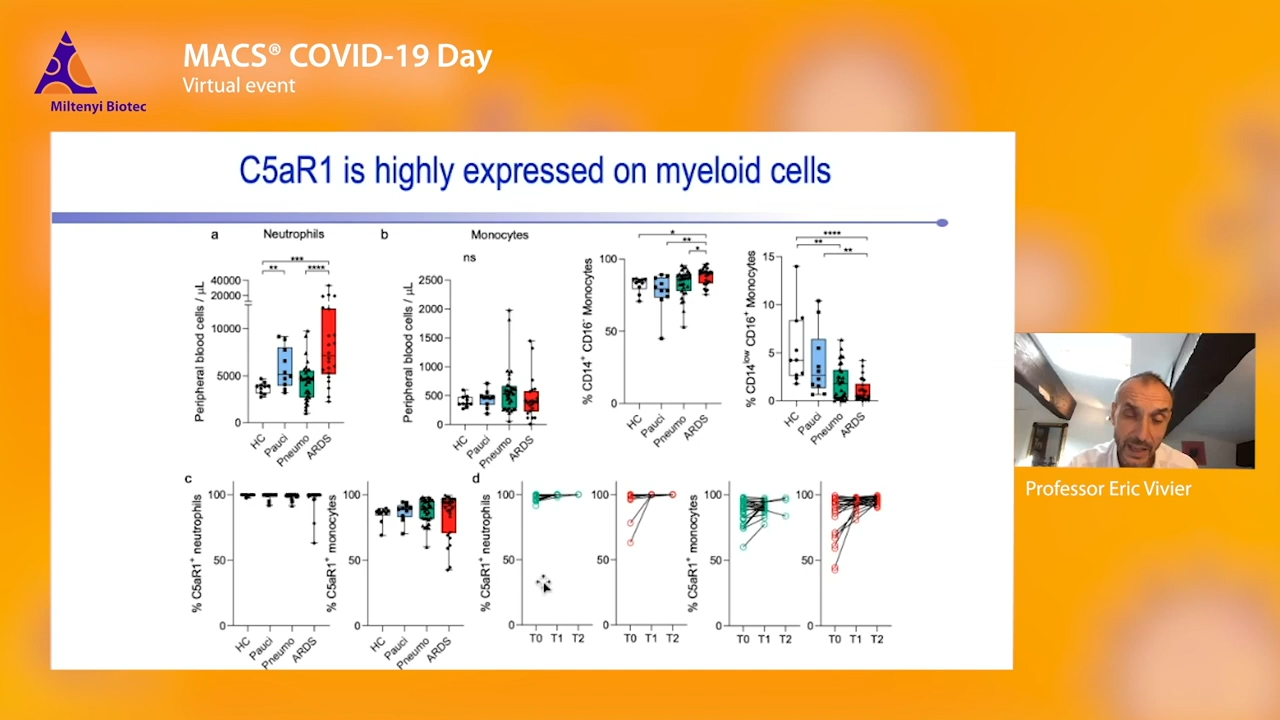 MACS® COVID-19 Day
Virtual event
Miltenyi Biotec
C5aR1 is highly expressed on myeloid cells
a
Neutrophils
***
**
****
Peripheral blood cells / µL
40000
20000
10000
5000
0
HC
Pauci
Pneumo
ARDS
b
Monocytes
ns
Peripheral blood cells / µL
2500
2000
1500
1000
500
0
HC
Pauci
Pneumo
ARDS
*
**
*
% CD14⁺ CD16⁻ Monocytes
100
50
0
HC
Pauci
Pneumo
ARDS
****
**
**
% CD14ˡᵒʷ CD16⁺ Monocytes
15
10
5
0
HC
Pauci
Pneumo
ARDS
Professor Eric Vivier
c
% C5aR1⁺ neutrophils
100
50
0
HC
Pauci
Pneumo
ARDS
% C5aR1⁺ monocytes
100
50
0
HC
Pauci
Pneumo
ARDS
d
% C5aR1⁺ neutrophils
100
50
0
T0 T1 T2
100
50
0
T0 T1 T2
% C5aR1⁺ monocytes
100
50
0
T0 T1 T2
100
50
0
T0 T1 T2